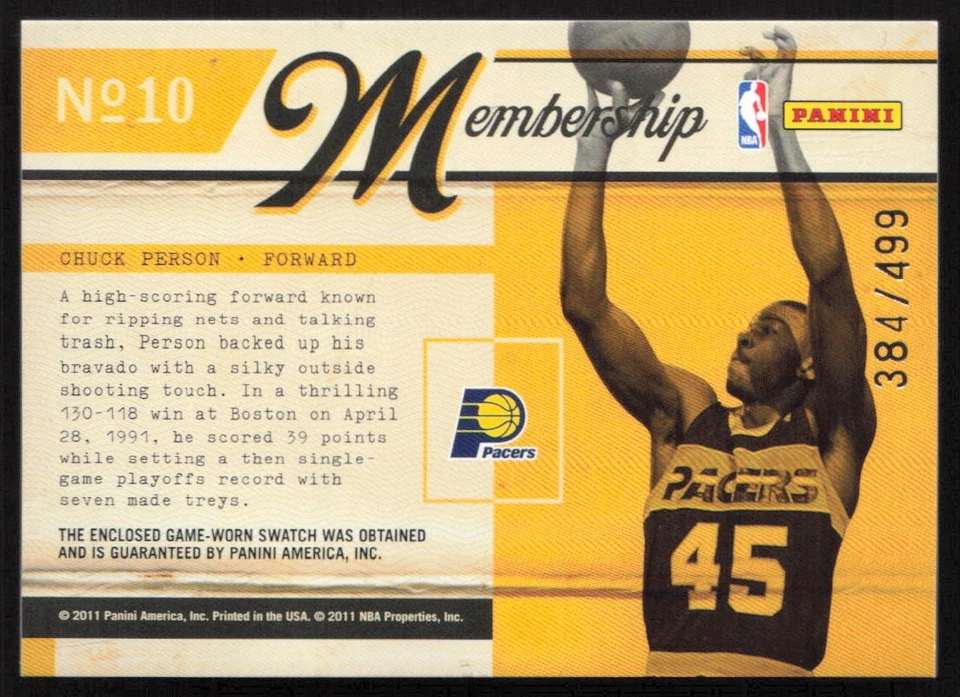 Nº10
Membership
NBA
PANINI
384/499
CHUCK PERSON • FORWARD
A high-scoring forward known
for ripping nets and talking
trash, Person backed up his
bravado with a silky outside
shooting touch. In a thrilling
130-118 win at Boston on April
28, 1991, he scored 39 points
while setting a then single-
game playoffs record with
seven made treys.
Pacers
PACERS
45
THE ENCLOSED GAME-WORN SWATCH WAS OBTAINED
AND IS GUARANTEED BY PANINI AMERICA, INC.
© 2011 Panini America, Inc. Printed in the USA. © 2011 NBA Properties, Inc.